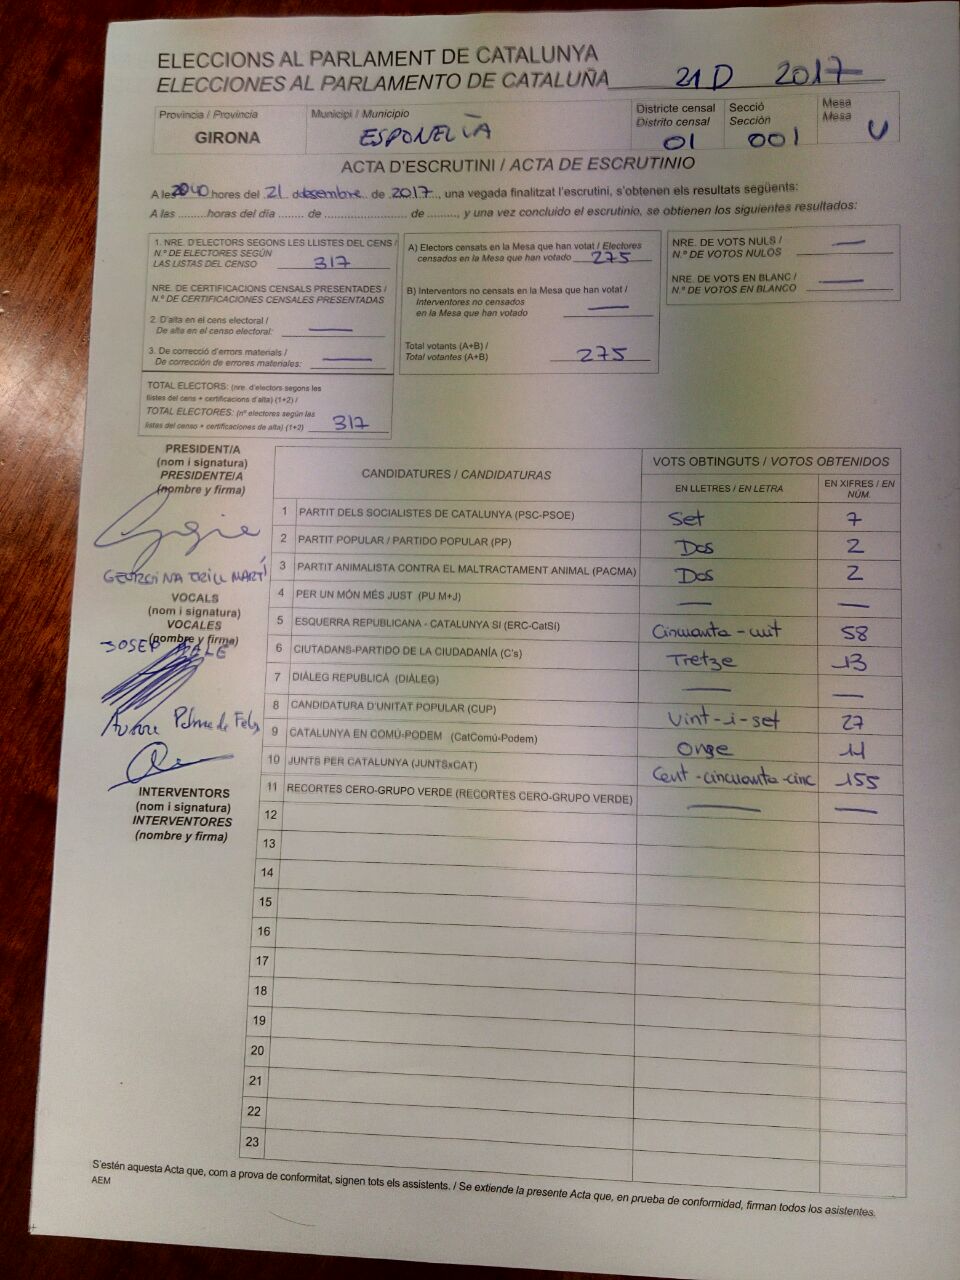 ELECCIONS AL PARLAMENT DE CATALUNYA
ELECCIONES AL PARLAMENTO DE CATALUÑA 21 D 2017
Província / Provincia
GIRONA
Municipi / Municipio
ESPONELLÀ
Districte censal
Distrito censal
01
Secció
Sección
001
Mesa
Mesa
U
ACTA D'ESCRUTINI / ACTA DE ESCRUTINIO
A les 2040 hores del 21 desembre de 2017, una vegada finalitzat l'escrutini, s'obtenen els resultats següents:
A las ........horas del día ....... de ...................... de ........, y una vez concluido el escrutinio, se obtienen los siguientes resultados:
1. NRE. D'ELECTORS SEGONS LES LLISTES DEL CENS /
N.º DE ELECTORES SEGÚN
LAS LISTAS DEL CENSO 317
NRE. DE CERTIFICACIONS CENSALS PRESENTADES /
N.º DE CERTIFICACIONES CENSALES PRESENTADAS
2. D'alta en el cens electoral /
De alta en el censo electoral: —
3. De correcció d'errors materials /
De corrección de errores materiales: —
TOTAL ELECTORS: (nre. d'electors segons les
llistes del cens + certificacions d'alta) (1+2) /
TOTAL ELECTORES: (nº electores según las
listas del censo + certificaciones de alta) (1+2) 317
A) Electors censats en la Mesa que han votat / Electores
censados en la Mesa que han votado 275
B) Interventors no censats en la Mesa que han votat /
Interventores no censados
en la Mesa que han votado —
Total votants (A+B) /
Total votantes (A+B) 275
NRE. DE VOTS NULS /
N.º DE VOTOS NULOS —
NRE. DE VOTS EN BLANC /
N.º DE VOTOS EN BLANCO —
PRESIDENT/A
(nom i signatura)
PRESIDENTE/A
(nombre y firma)
GEORGINA MARTÍ
VOCALS
(nom i signatura)
VOCALES
(nombre y firma)
JOSEP
INTERVENTORS
(nom i signatura)
INTERVENTORES
(nombre y firma)
CANDIDATURES / CANDIDATURAS
VOTS OBTINGUTS / VOTOS OBTENIDOS
EN LLETRES / EN LETRA
EN XIFRES / EN NÚM.
1 PARTIT DELS SOCIALISTES DE CATALUNYA (PSC-PSOE) Set 7
2 PARTIT POPULAR / PARTIDO POPULAR (PP) Dos 2
3 PARTIT ANIMALISTA CONTRA EL MALTRACTAMENT ANIMAL (PACMA) Dos 2
4 PER UN MÓN MÉS JUST (PU M+J) — —
5 ESQUERRA REPUBLICANA - CATALUNYA SI (ERC-CatSí) Cinquanta-vuit 58
6 CIUTADANS-PARTIDO DE LA CIUDADANÍA (C's) Tretze 13
7 DIÀLEG REPUBLICÀ (DIÀLEG) — —
8 CANDIDATURA D'UNITAT POPULAR (CUP) Vint-i-set 27
9 CATALUNYA EN COMÚ-PODEM (CatComú-Podem) Onze 11
10 JUNTS PER CATALUNYA (JUNTSxCAT) Cent-cincuanta-cinc 155
11 RECORTES CERO-GRUPO VERDE (RECORTES CERO-GRUPO VERDE) — —
12
13
14
15
16
17
18
19
20
21
22
23
S'estén aquesta Acta que, com a prova de conformitat, signen tots els assistents. / Se extiende la presente Acta que, en prueba de conformidad, firman todos los asistentes.
AEM